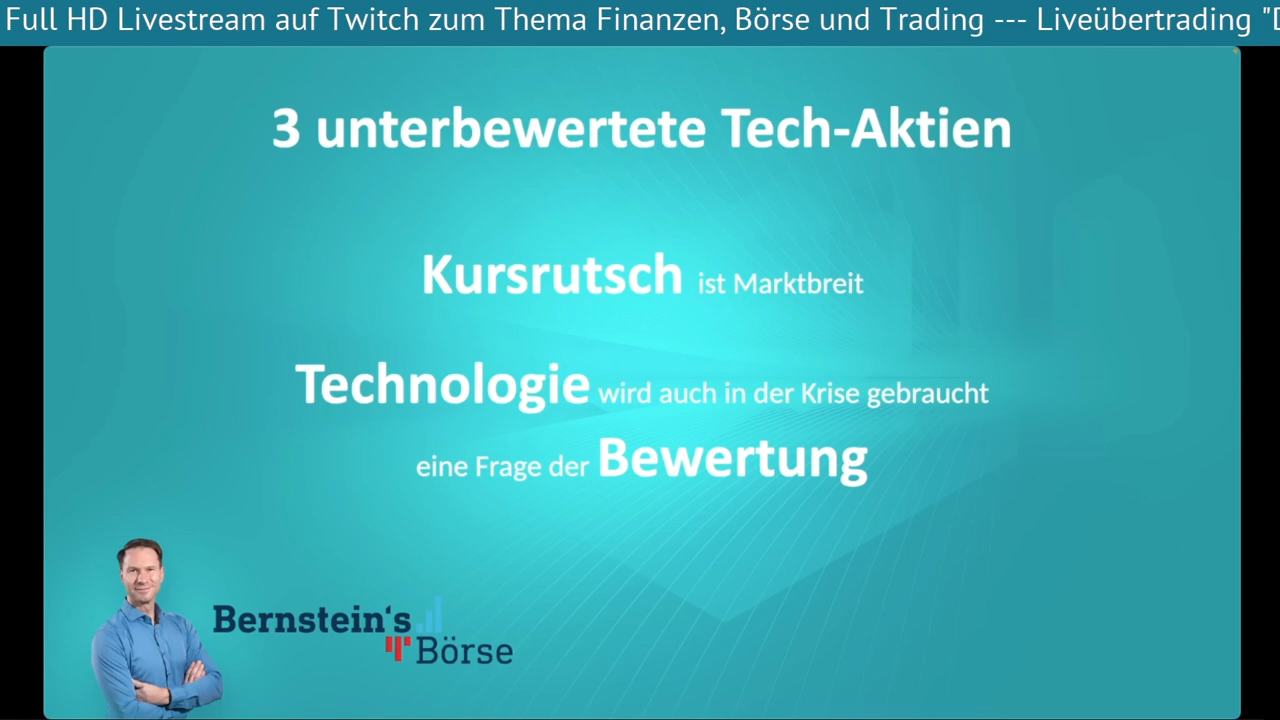 Full HD Livestream auf Twitch zum Thema Finanzen, Börse und Trading --- Liveübertrading "
3 unterbewertete Tech-Aktien
Kursrutsch ist Marktbreit
Technologie wird auch in der Krise gebraucht
eine Frage der Bewertung
Bernstein‘s
Börse